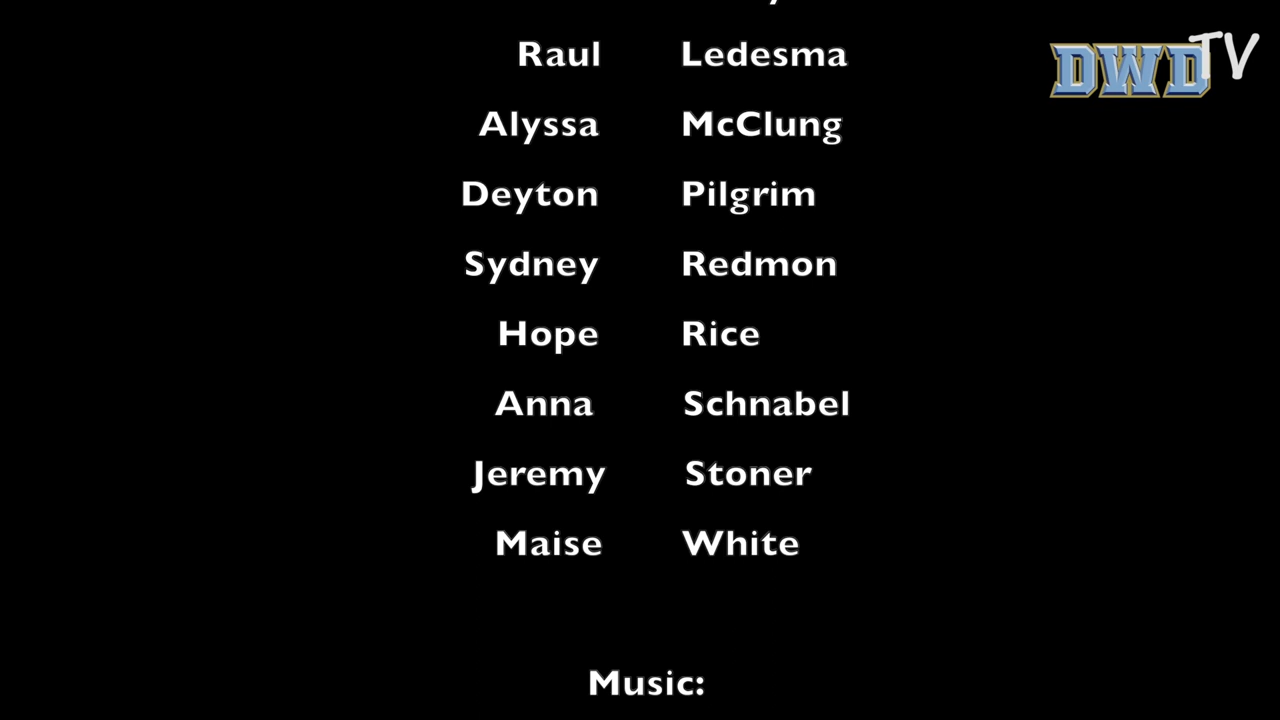 DWDTV
Raul Ledesma
Alyssa McClung
Deyton Pilgrim
Sydney Redmon
Hope Rice
Anna Schnabel
Jeremy Stoner
Maise White
Music: